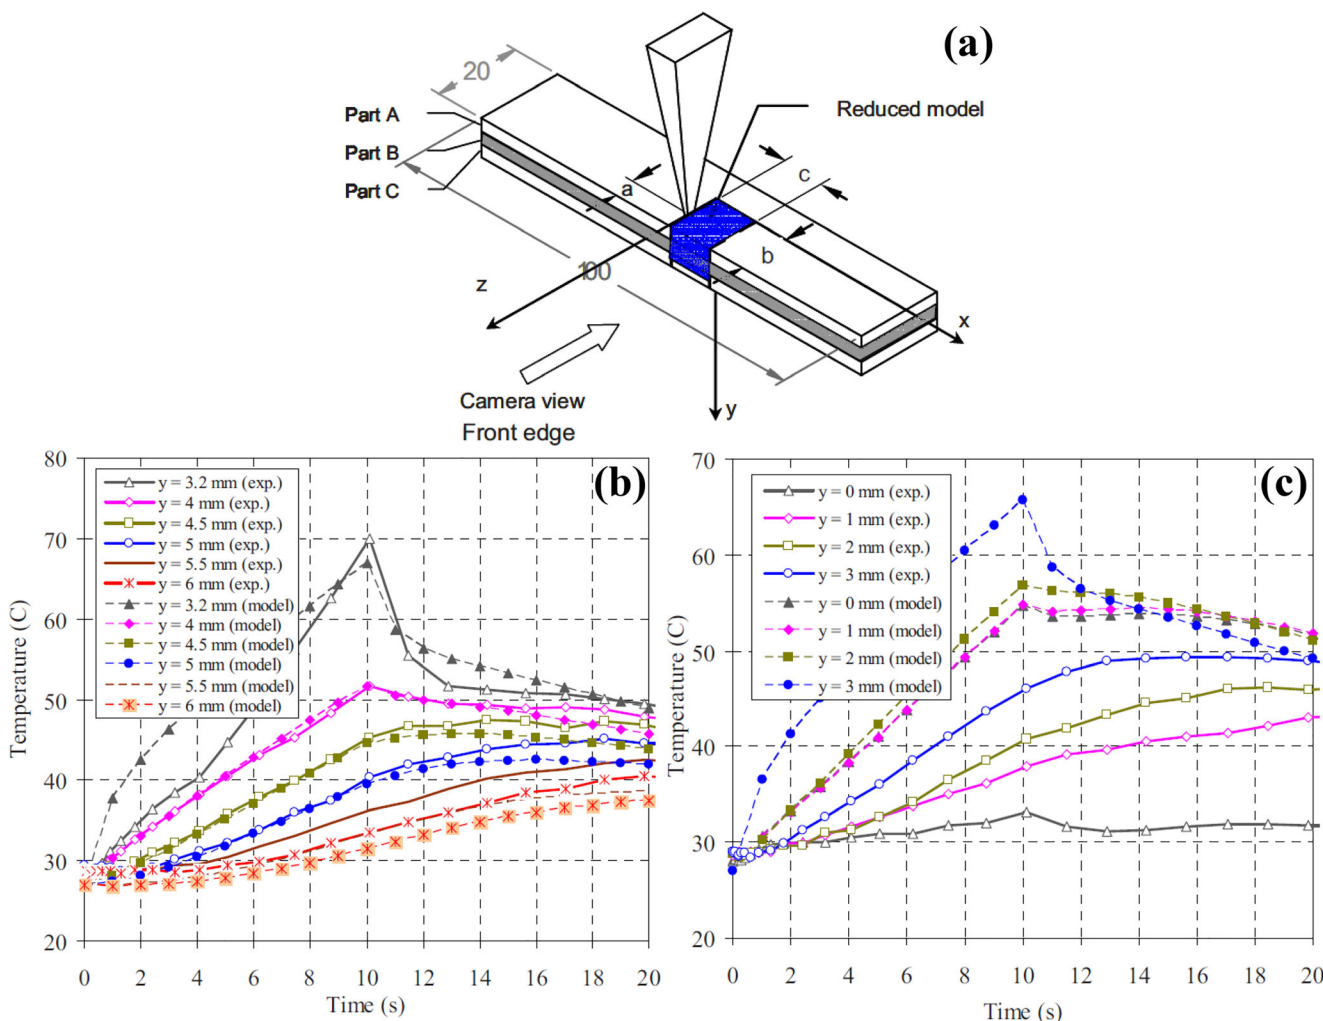 (a)
20
Part A
Part B
Part C
Reduced model
a
c
b
100
z
x
y
Camera view
Front edge
(b)
80
70
60
50
40
30
20
Temperature (C)
y = 3.2 mm (exp.)
y = 4 mm (exp.)
y = 4.5 mm (exp.)
y = 5 mm (exp.)
y = 5.5 mm (exp.)
y = 6 mm (exp.)
y = 3.2 mm (model)
y = 4 mm (model)
y = 4.5 mm (model)
y = 5 mm (model)
y = 5.5 mm (model)
y = 6 mm (model)
0 2 4 6 8 10 12 14 16 18 20
Time (s)
(c)
70
60
50
40
30
20
Temperature (C)
y = 0 mm (exp.)
y = 1 mm (exp.)
y = 2 mm (exp.)
y = 3 mm (exp.)
y = 0 mm (model)
y = 1 mm (model)
y = 2 mm (model)
y = 3 mm (model)
0 2 4 6 8 10 12 14 16 18 20
Time (s)